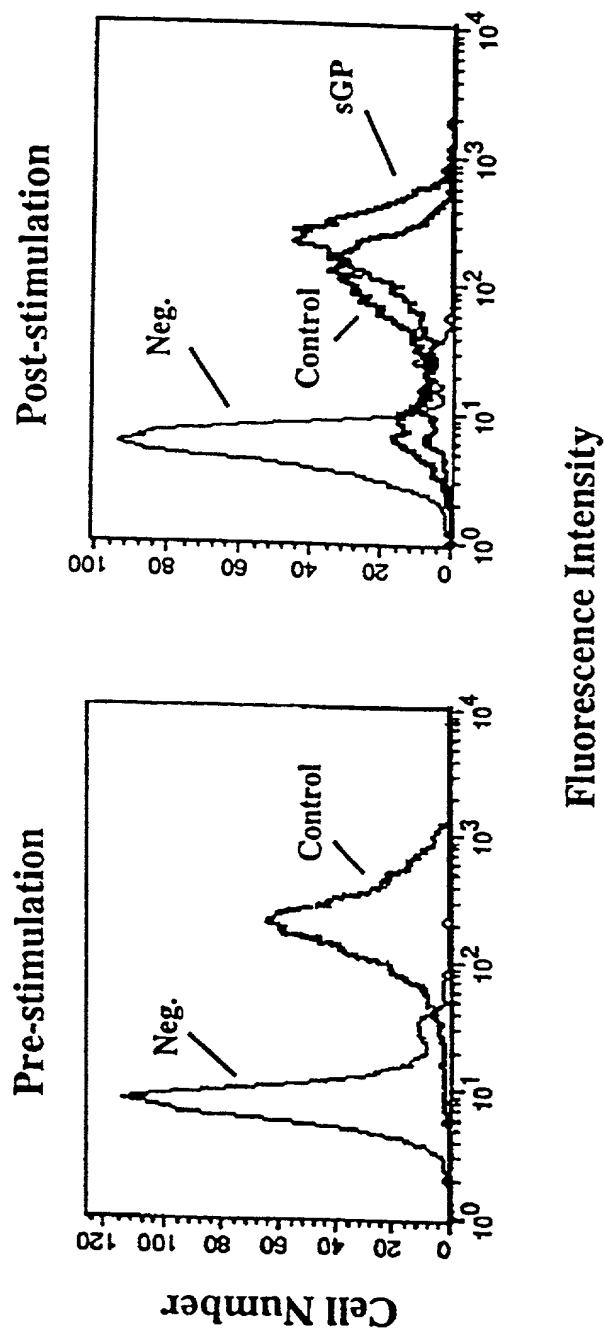 Pre-stimulation
Post-stimulation
Cell Number
120
100
80
60
40
20
0
Neg.
Control
10^0
10^1
10^2
10^3
10^4
100
80
60
40
20
0
Neg.
Control
sGP
10^0
10^1
10^2
10^3
10^4
Fluorescence Intensity